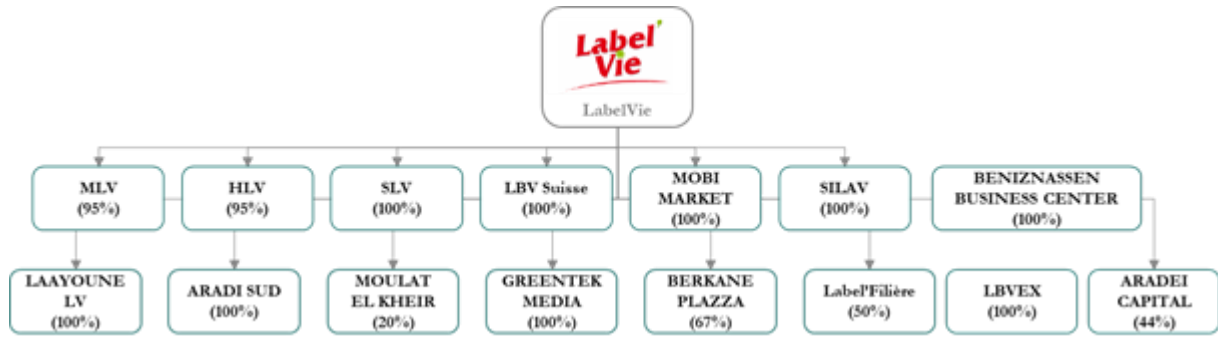 Label'
Vie
LabelVie
MLV
(95%)
HLV
(95%)
SLV
(100%)
LBV Suisse
(100%)
MOBI
MARKET
(100%)
SILAV
(100%)
BENIZNASSEN
BUSINESS CENTER
(100%)
LAAYOUNE
LV
(100%)
ARADI SUD
(100%)
MOULAT
EL KHEIR
(20%)
GREENTEK
MEDIA
(100%)
BERKANE
PLAZZA
(67%)
Label'Filière
(50%)
LBVEX
(100%)
ARADEI
CAPITAL
(44%)